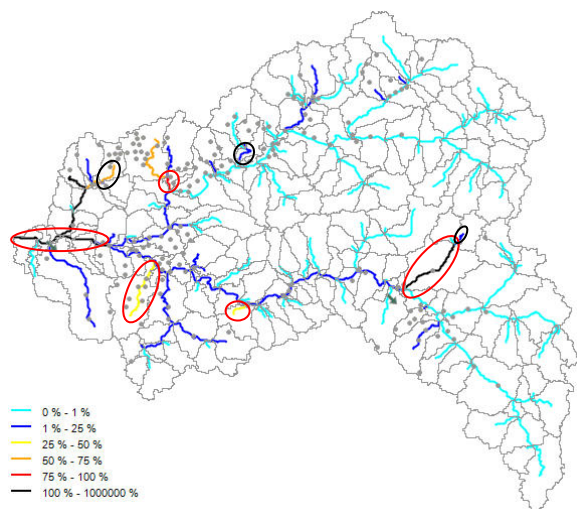 0 % - 1 %
1 % - 25 %
25 % - 50 %
50 % - 75 %
75 % - 100 %
100 % - 1000000 %